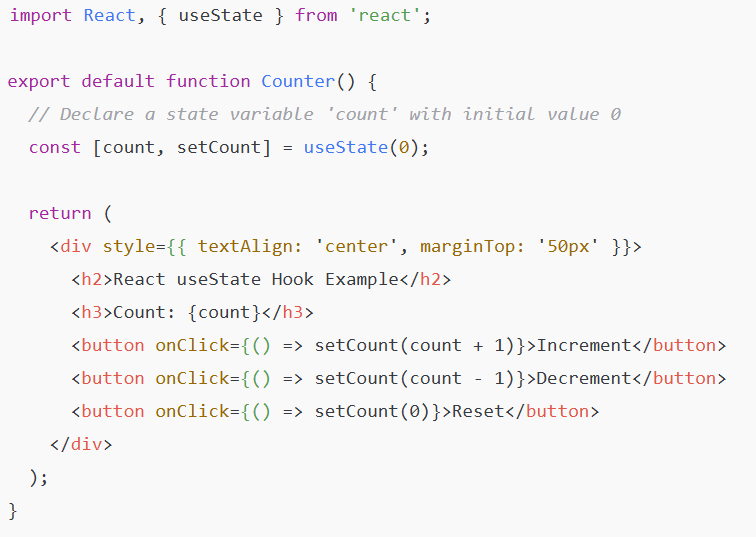 import React, { useState } from 'react';

export default function Counter() {
  // Declare a state variable 'count' with initial value 0
  const [count, setCount] = useState(0);

  return (
    <div style={{ textAlign: 'center', marginTop: '50px' }}>
      <h2>React useState Hook Example</h2>
      <h3>Count: {count}</h3>
      <button onClick={() => setCount(count + 1)}>Increment</button>
      <button onClick={() => setCount(count - 1)}>Decrement</button>
      <button onClick={() => setCount(0)}>Reset</button>
    </div>
  );
}